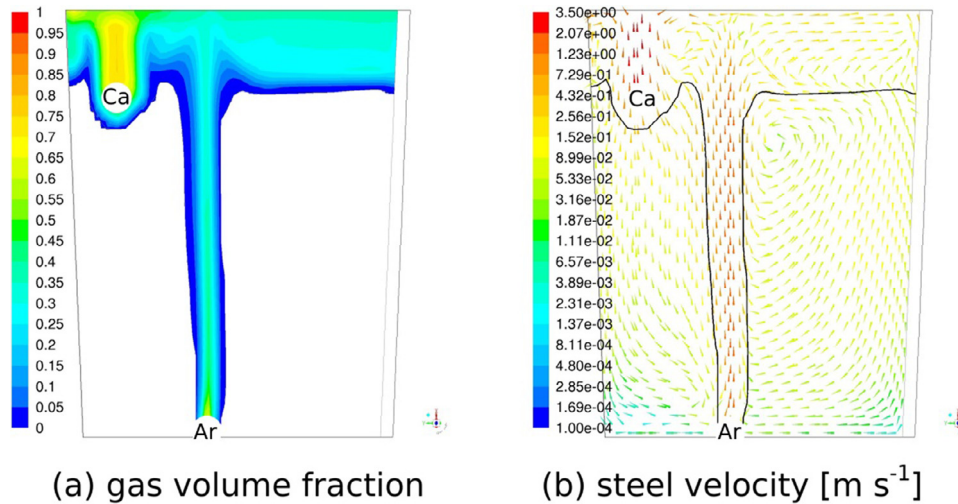 1
0.95
0.9
0.85
0.8
0.75
0.7
0.65
0.6
0.55
0.5
0.45
0.4
0.35
0.3
0.25
0.2
0.15
0.1
0.05
0
Ca
Ar
3.50e+00
2.07e+00
1.23e+00
7.29e-01
4.32e-01
2.56e-01
1.52e-01
8.99e-02
5.33e-02
3.16e-02
1.87e-02
1.11e-02
6.57e-03
3.89e-03
2.31e-03
1.37e-03
8.11e-04
4.80e-04
2.85e-04
1.69e-04
1.00e-04
Ca
Ar
(a) gas volume fraction
(b) steel velocity [m s⁻¹]